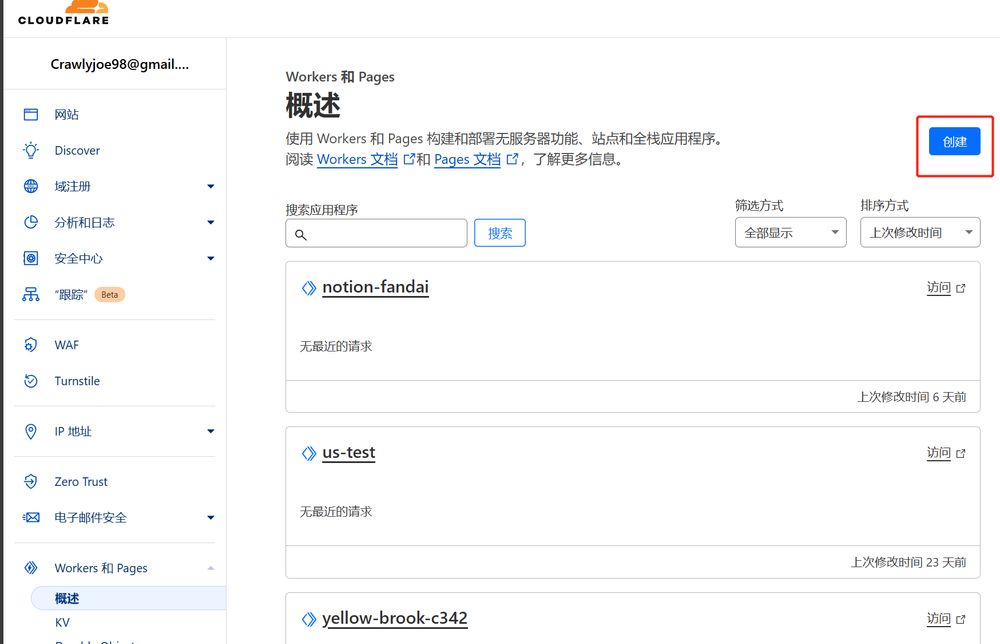 CLOUDFLARE
Crawlyjoe98@gmail....
网站
Discover
域注册
分析和日志
安全中心
“跟踪” Beta
WAF
Turnstile
IP 地址
Zero Trust
电子邮件安全
Workers 和 Pages
概述
KV
Workers 和 Pages
概述
使用 Workers 和 Pages 构建和部署无服务器功能、站点和全栈应用程序。
阅读 Workers 文档 和 Pages 文档 ，了解更多信息。
创建
搜索应用程序
搜索
筛选方式
全部显示
排序方式
上次修改时间
notion-fandai
访问
无最近的请求
上次修改时间 6 天前
us-test
访问
无最近的请求
上次修改时间 23 天前
yellow-brook-c342
访问